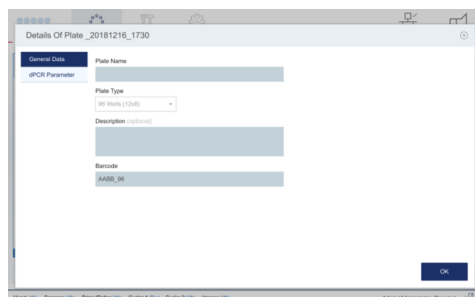 Details Of Plate _20181216_1730
General Data
dPCR Parameter
Plate Name
Plate Type
96 Wells (12x8)
Description (optional)
Barcode
AABB_96
OK